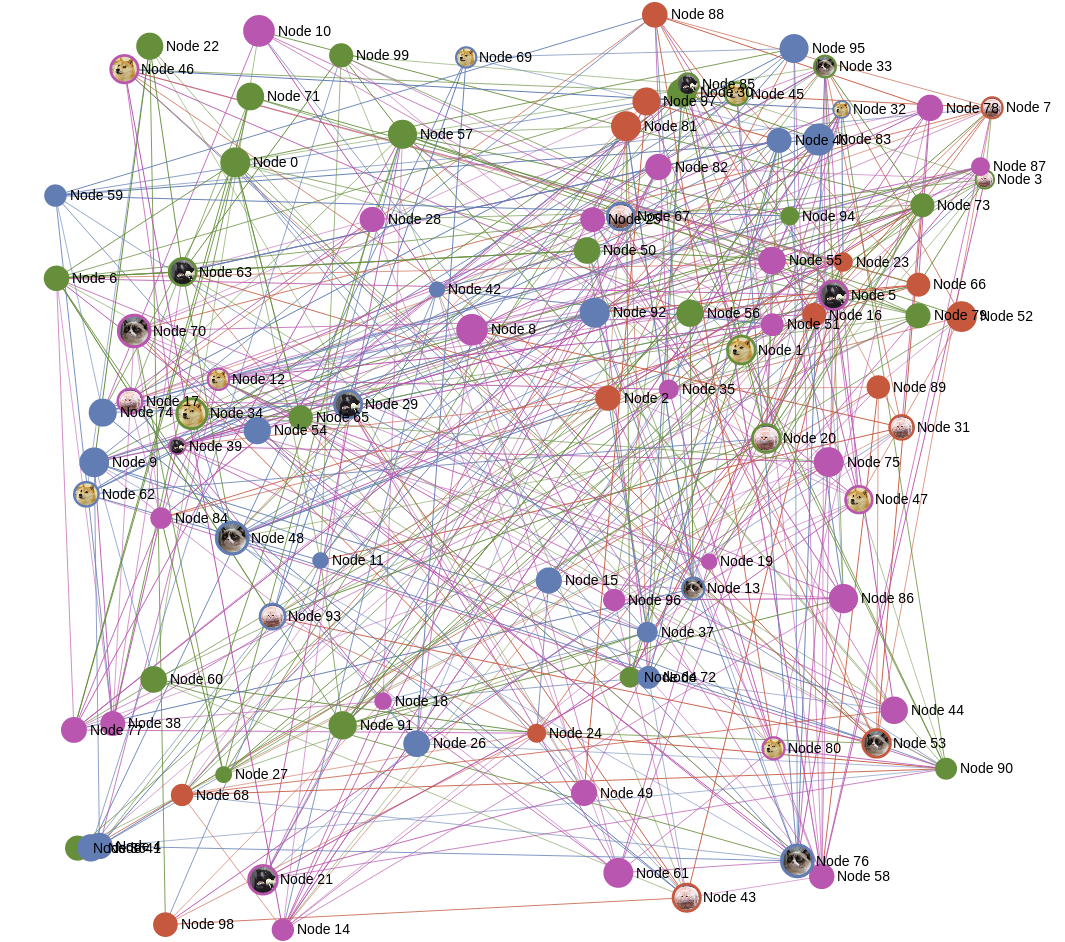 Node 88
Node 10
Node 22
Node 95
Node 99
Node 69
Node 33
Node 46
Node 85
Node 30
Node 45
Node 71
Node 97
Node 32
Node 78
Node 7
Node 81
Node 57
Node 83
Node 0
Node 82
Node 87
Node 3
Node 59
Node 73
Node 28
Node 67
Node 94
Node 50
Node 55
Node 23
Node 63
Node 6
Node 66
Node 42
Node 5
Node 92
Node 56
Node 16
Node 79
Node 52
Node 51
Node 8
Node 70
Node 1
Node 12
Node 89
Node 35
Node 2
Node 17
Node 29
Node 74
Node 34
Node 65
Node 54
Node 31
Node 20
Node 39
Node 9
Node 75
Node 62
Node 47
Node 84
Node 48
Node 11
Node 19
Node 15
Node 13
Node 96
Node 86
Node 93
Node 37
Node 72
Node 60
Node 18
Node 44
Node 38
Node 77
Node 91
Node 24
Node 26
Node 53
Node 80
Node 90
Node 27
Node 68
Node 49
Node 76
Node 61
Node 58
Node 21
Node 43
Node 98
Node 14